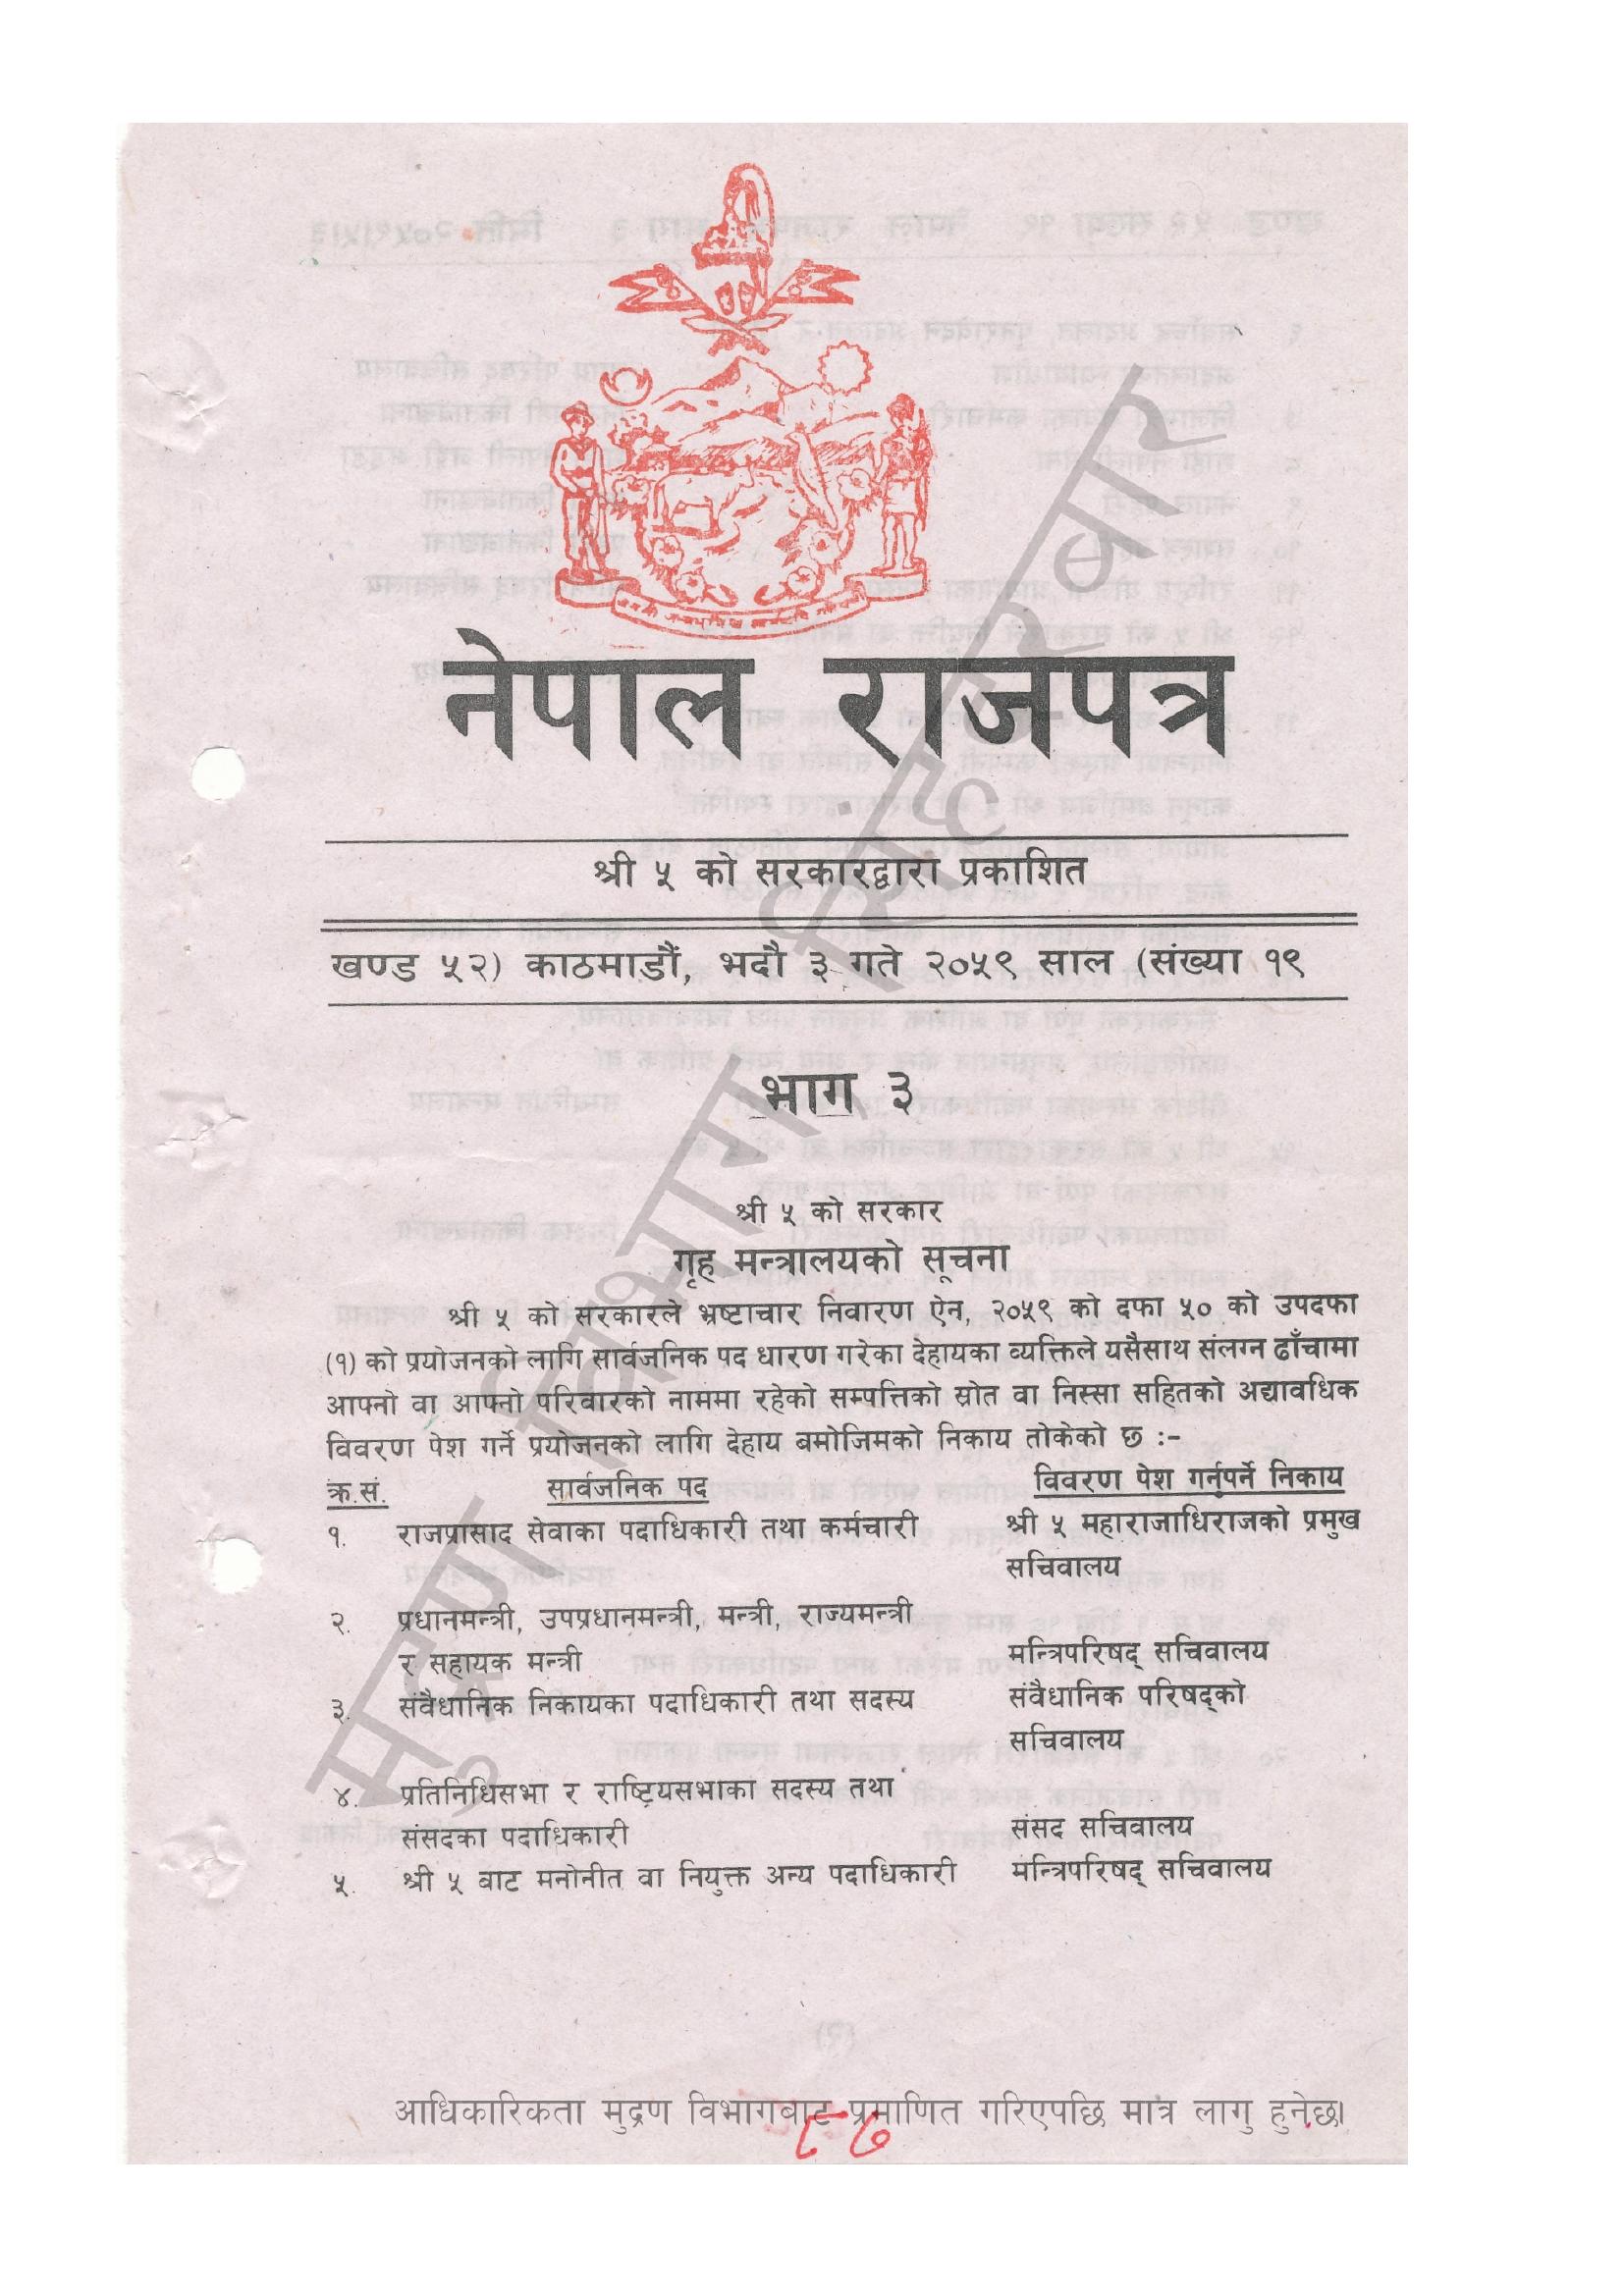 नेपाल राजपत्र
श्री ५ को सरकारद्वारा प्रकाशित
खण्ड ५२) काठमाडौं, भदौ ३ गते २०५९ साल (संख्या १९
भाग ३
श्री ५ को सरकार
गृह मन्त्रालयको सूचना
श्री ५ को सरकारले भ्रष्टाचार निवारण ऐन, २०५९ को दफा ५० को उपदफा
(१) को प्रयोजनको लागि सार्वजनिक पद धारण गरेका देहायका व्यक्तिले यसैसाथ संलग्न ढाँचामा
आफ्नो वा आफ्नो परिवारको नाममा रहेको सम्पत्तिको स्रोत वा निस्सा सहितको अद्यावधिक
विवरण पेश गर्ने प्रयोजनको लागि देहाय बमोजिमको निकाय तोकेको छ :-
क्र.सं. सार्वजनिक पद विवरण पेश गर्नुपर्ने निकाय
१. राजप्रासाद सेवाका पदाधिकारी तथा कर्मचारी श्री ५ महाराजाधिराजको प्रमुख
सचिवालय
२. प्रधानमन्त्री, उपप्रधानमन्त्री, मन्त्री, राज्यमन्त्री
र सहायक मन्त्री मन्त्रिपरिषद् सचिवालय
३. संवैधानिक निकायका पदाधिकारी तथा सदस्य संवैधानिक परिषद्को
सचिवालय
४. प्रतिनिधिसभा र राष्ट्रियसभाका सदस्य तथा
संसदका पदाधिकारी संसद सचिवालय
५. श्री ५ बाट मनोनीत वा नियुक्त अन्य पदाधिकारी मन्त्रिपरिषद् सचिवालय
मुद्रण विभाग, सिंहदरबार
आधिकारिकता मुद्रण विभागबाट प्रमाणित गरिएपछि मात्र लागु हुनेछ।
८७